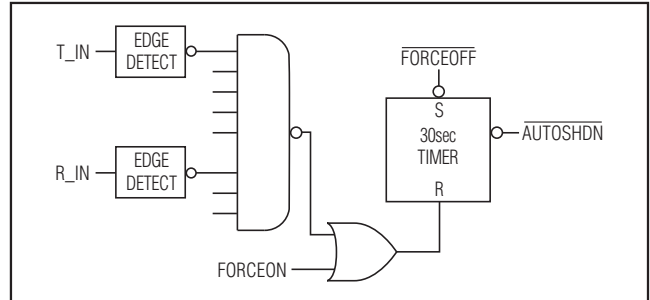 T_IN
EDGE
DETECT
R_IN
EDGE
DETECT
FORCEON
FORCEOFF
S
30sec
TIMER
R
AUTOSHDN